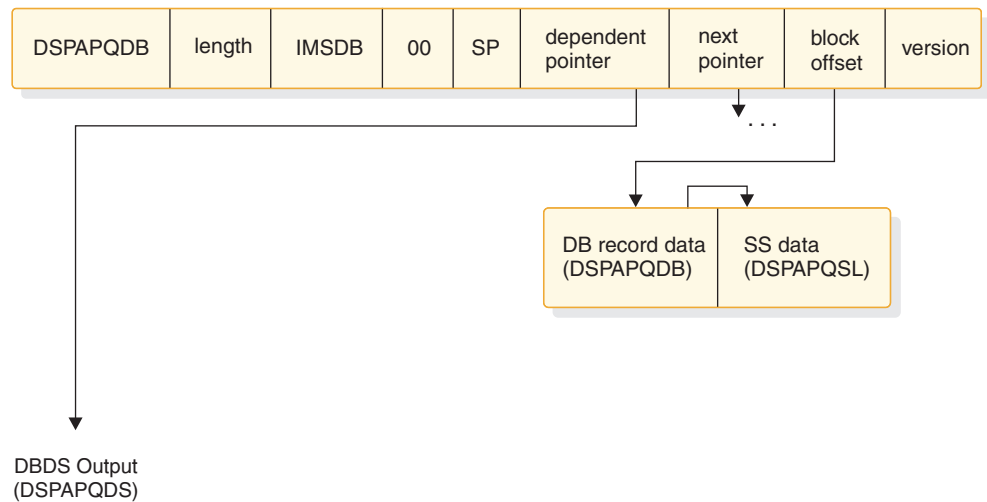 DSPAPQDB
length
IMSDB
00
SP
dependent
pointer
next
pointer
block
offset
version
. . .
DB record data
(DSPAPQDB)
SS data
(DSPAPQSL)
DBDS Output
(DSPAPQDS)